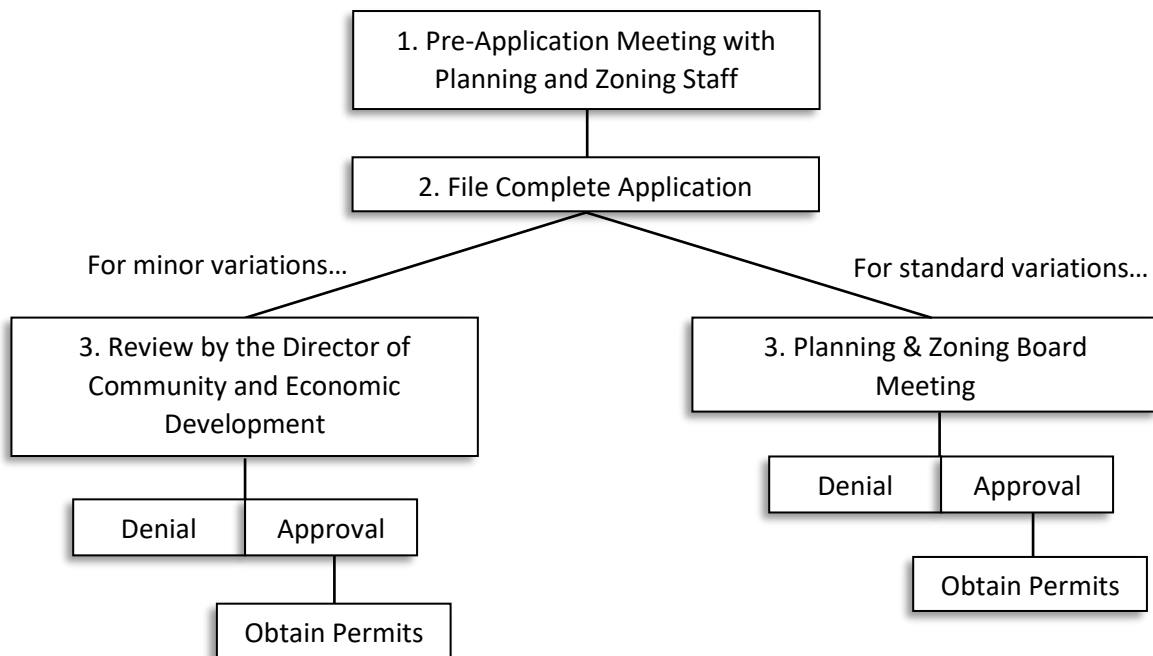 1. Pre-Application Meeting with
Planning and Zoning Staff
2. File Complete Application
For minor variations…
For standard variations…
3. Review by the Director of
Community and Economic
Development
3. Planning & Zoning Board
Meeting
Denial
Approval
Obtain Permits
Denial
Approval
Obtain Permits